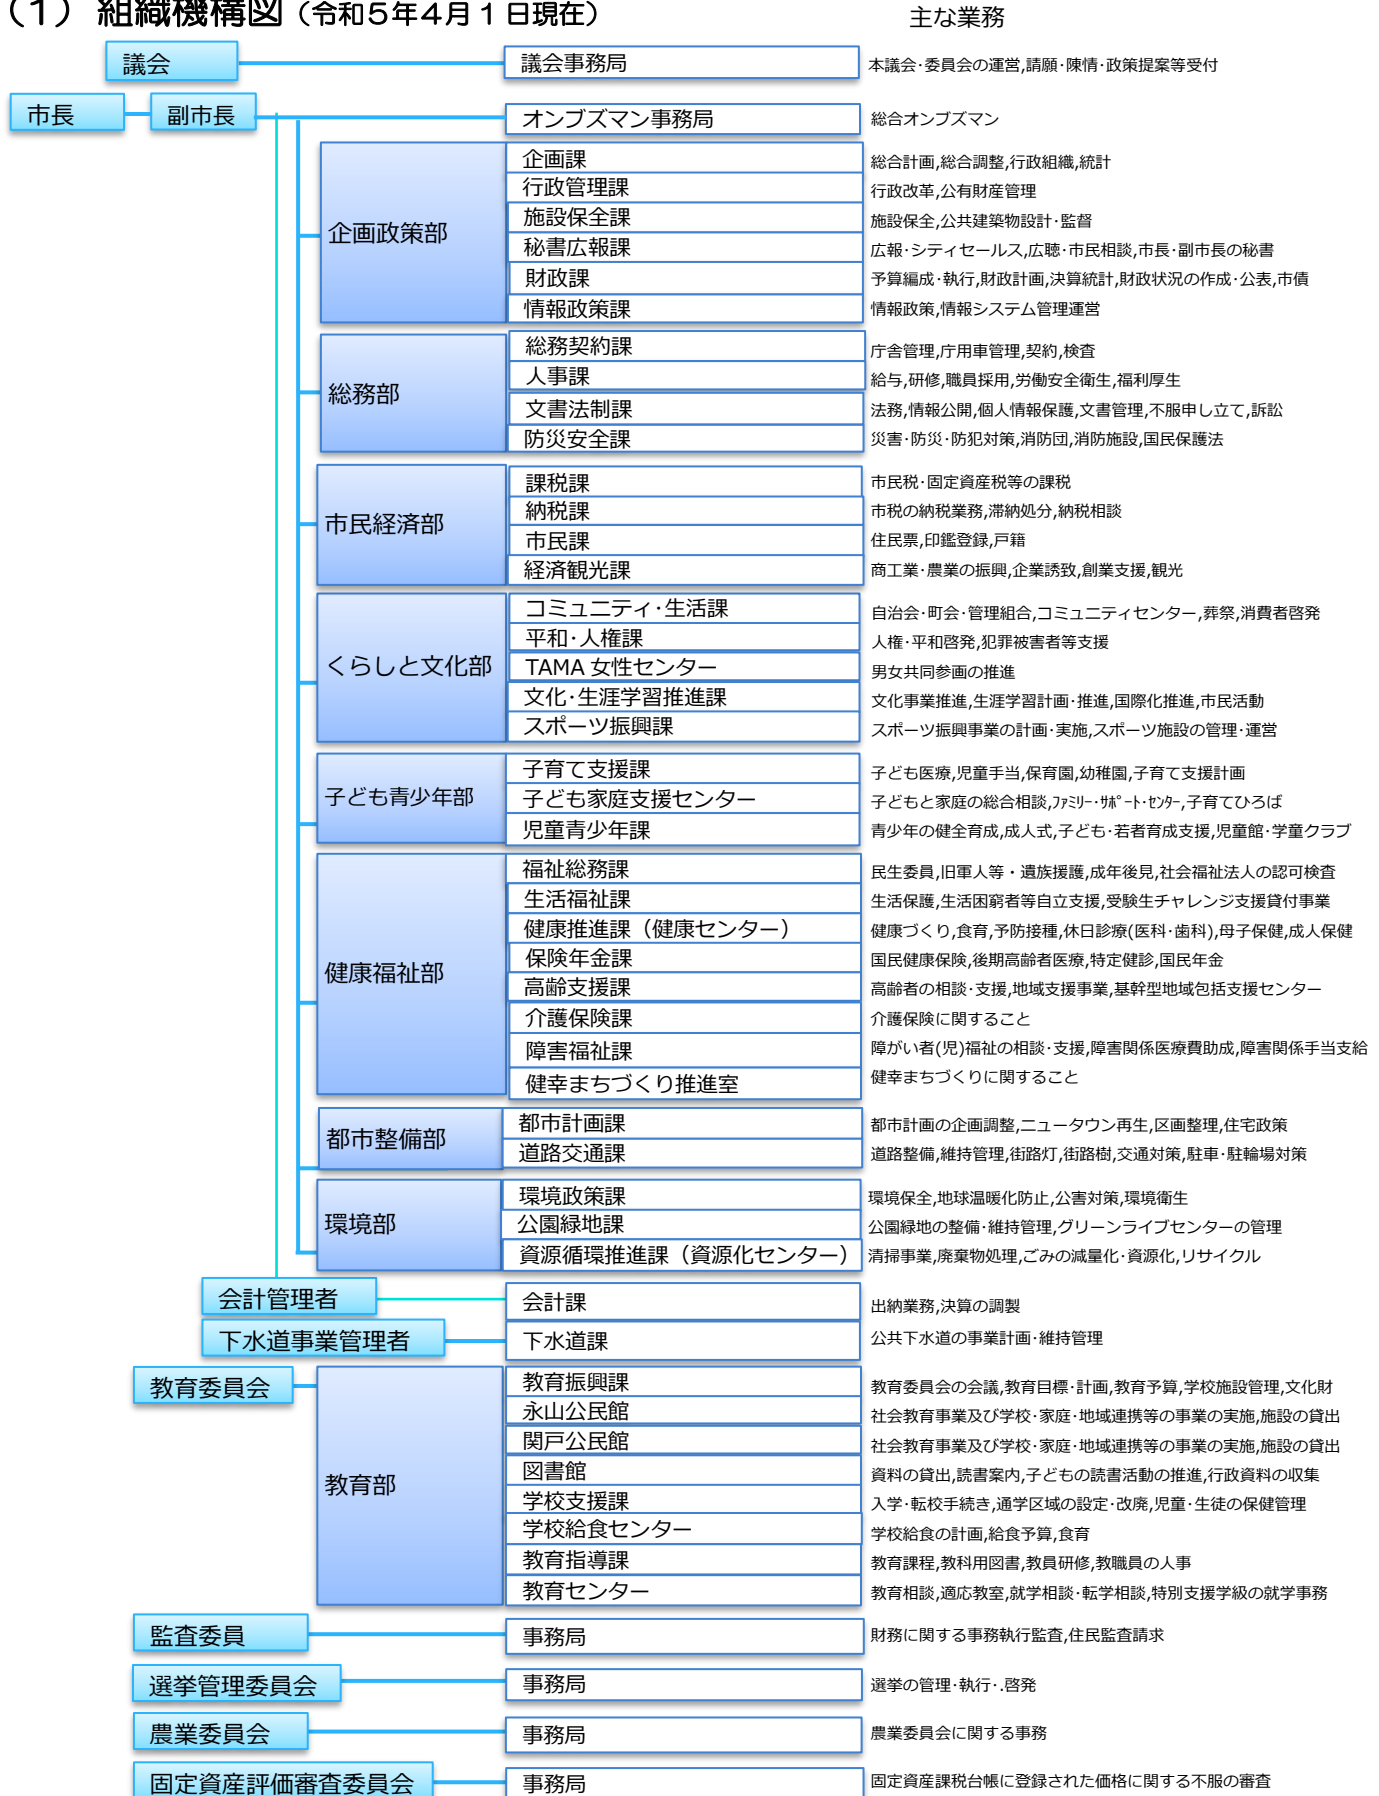 （1）組織機構図（令和５年４月１日現在）
主な業務
議会　議会事務局　本議会･委員会の運営,請願･陳情･政策提案等受付
市長　副市長　オンブズマン事務局　総合オンブズマン
企画政策部
企画課　総合計画,総合調整,行政組織,統計
行政管理課　行政改革,公有財産管理
施設保全課　施設保全,公共建築物設計･監督
秘書広報課　広報･シティセールス,広聴･市民相談,市長･副市長の秘書
財政課　予算編成･執行,財政計画,決算統計,財政状況の作成･公表,市債
情報政策課　情報政策,情報システム管理運営
総務部
総務契約課　庁舎管理,庁用車管理,契約,検査
人事課　給与,研修,職員採用,労働安全衛生,福利厚生
文書法制課　法務,情報公開,個人情報保護,文書管理,不服申し立て,訴訟
防災安全課　災害･防災･防犯対策,消防団,消防施設,国民保護法
市民経済部
課税課　市民税･固定資産税等の課税
納税課　市税の納税業務,滞納処分,納税相談
市民課　住民票,印鑑登録,戸籍
経済観光課　商工業･農業の振興,企業誘致,創業支援,観光
くらしと文化部
コミュニティ･生活課　自治会･町会･管理組合,コミュニティセンター,葬祭,消費者啓発
平和･人権課　人権･平和啓発,犯罪被害者等支援
TAMA 女性センター　男女共同参画の推進
文化･生涯学習推進課　文化事業推進,生涯学習計画･推進,国際化推進,市民活動
スポーツ振興課　スポーツ振興事業の計画･実施,スポーツ施設の管理･運営
子ども青少年部
子育て支援課　子ども医療,児童手当,保育園,幼稚園,子育て支援計画
子ども家庭支援センター　子どもと家庭の総合相談,ﾌｧﾐﾘｰ･ｻﾎﾟｰﾄ･ｾﾝﾀｰ,子育てひろば
児童青少年課　青少年の健全育成,成人式,子ども･若者育成支援,児童館･学童クラブ
健康福祉部
福祉総務課　民生委員,旧軍人等・遺族援護,成年後見,社会福祉法人の認可検査
生活福祉課　生活保護,生活困窮者等自立支援,受験生チャレンジ支援貸付事業
健康推進課（健康センター）　健康づくり,食育,予防接種,休日診療(医科･歯科),母子保健,成人保健
保険年金課　国民健康保険,後期高齢者医療,特定健診,国民年金
高齢支援課　高齢者の相談･支援,地域支援事業,基幹型地域包括支援センター
介護保険課　介護保険に関すること
障害福祉課　障がい者(児)福祉の相談･支援,障害関係医療費助成,障害関係手当支給
健幸まちづくり推進室　健幸まちづくりに関すること
都市整備部
都市計画課　都市計画の企画調整,ニュータウン再生,区画整理,住宅政策
道路交通課　道路整備,維持管理,街路灯,街路樹,交通対策,駐車･駐輪場対策
環境部
環境政策課　環境保全,地球温暖化防止,公害対策,環境衛生
公園緑地課　公園緑地の整備･維持管理,グリーンライブセンターの管理
資源循環推進課（資源化センター）　清掃事業,廃棄物処理,ごみの減量化･資源化,リサイクル
会計管理者　会計課　出納業務,決算の調製
下水道事業管理者　下水道課　公共下水道の事業計画･維持管理
教育委員会　教育部
教育振興課　教育委員会の会議,教育目標･計画,教育予算,学校施設管理,文化財
永山公民館　社会教育事業及び学校･家庭･地域連携等の事業の実施,施設の貸出
関戸公民館　社会教育事業及び学校･家庭･地域連携等の事業の実施,施設の貸出
図書館　資料の貸出,読書案内,子どもの読書活動の推進,行政資料の収集
学校支援課　入学･転校手続き,通学区域の設定･改廃,児童･生徒の保健管理
学校給食センター　学校給食の計画,給食予算,食育
教育指導課　教育課程,教科用図書,教員研修,教職員の人事
教育センター　教育相談,適応教室,就学相談･転学相談,特別支援学級の就学事務
監査委員　事務局　財務に関する事務執行監査,住民監査請求
選挙管理委員会　事務局　選挙の管理･執行･.啓発
農業委員会　事務局　農業委員会に関する事務
固定資産評価審査委員会　事務局　固定資産課税台帳に登録された価格に関する不服の審査